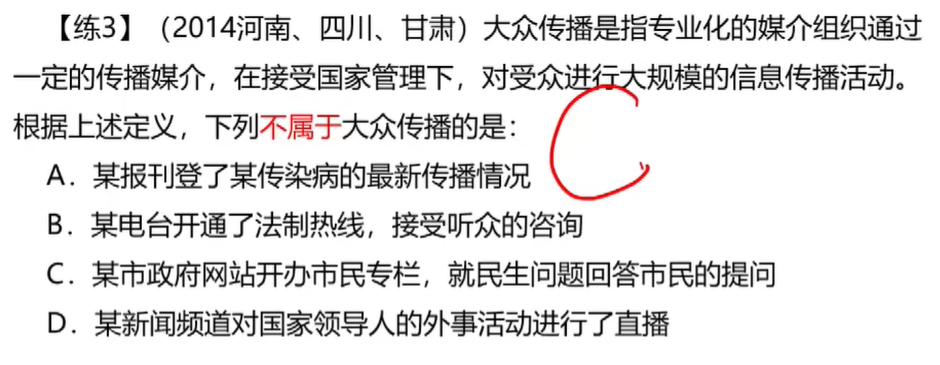 【练3】（2014河南、四川、甘肃）大众传播是指专业化的媒介组织通过
一定的传播媒介，在接受国家管理下，对受众进行大规模的信息传播活动。
根据上述定义，下列不属于大众传播的是：
A．某报刊登了某传染病的最新传播情况
B．某电台开通了法制热线，接受听众的咨询
C．某市政府网站开办市民专栏，就民生问题回答市民的提问
D．某新闻频道对国家领导人的外事活动进行了直播
C